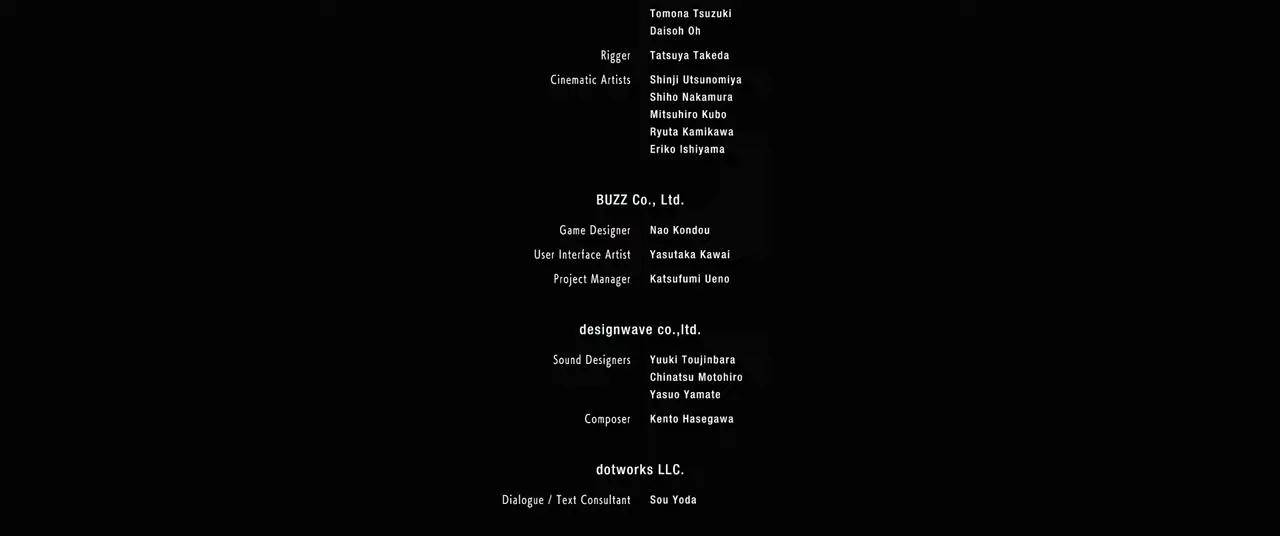 Tomona Tsuzuki
Daisoh Oh
Rigger Tatsuya Takeda
Cinematic Artists Shinji Utsunomiya
Shiho Nakamura
Mitsuhiro Kubo
Ryuta Kamikawa
Eriko Ishiyama
BUZZ Co., Ltd.
Game Designer Nao Kondou
User Interface Artist Yasutaka Kawai
Project Manager Katsufumi Ueno
designwave co.,ltd.
Sound Designers Yuuki Toujinbara
Chinatsu Motohiro
Yasuo Yamate
Composer Kento Hasegawa
dotworks LLC.
Dialogue / Text Consultant Sou Yoda